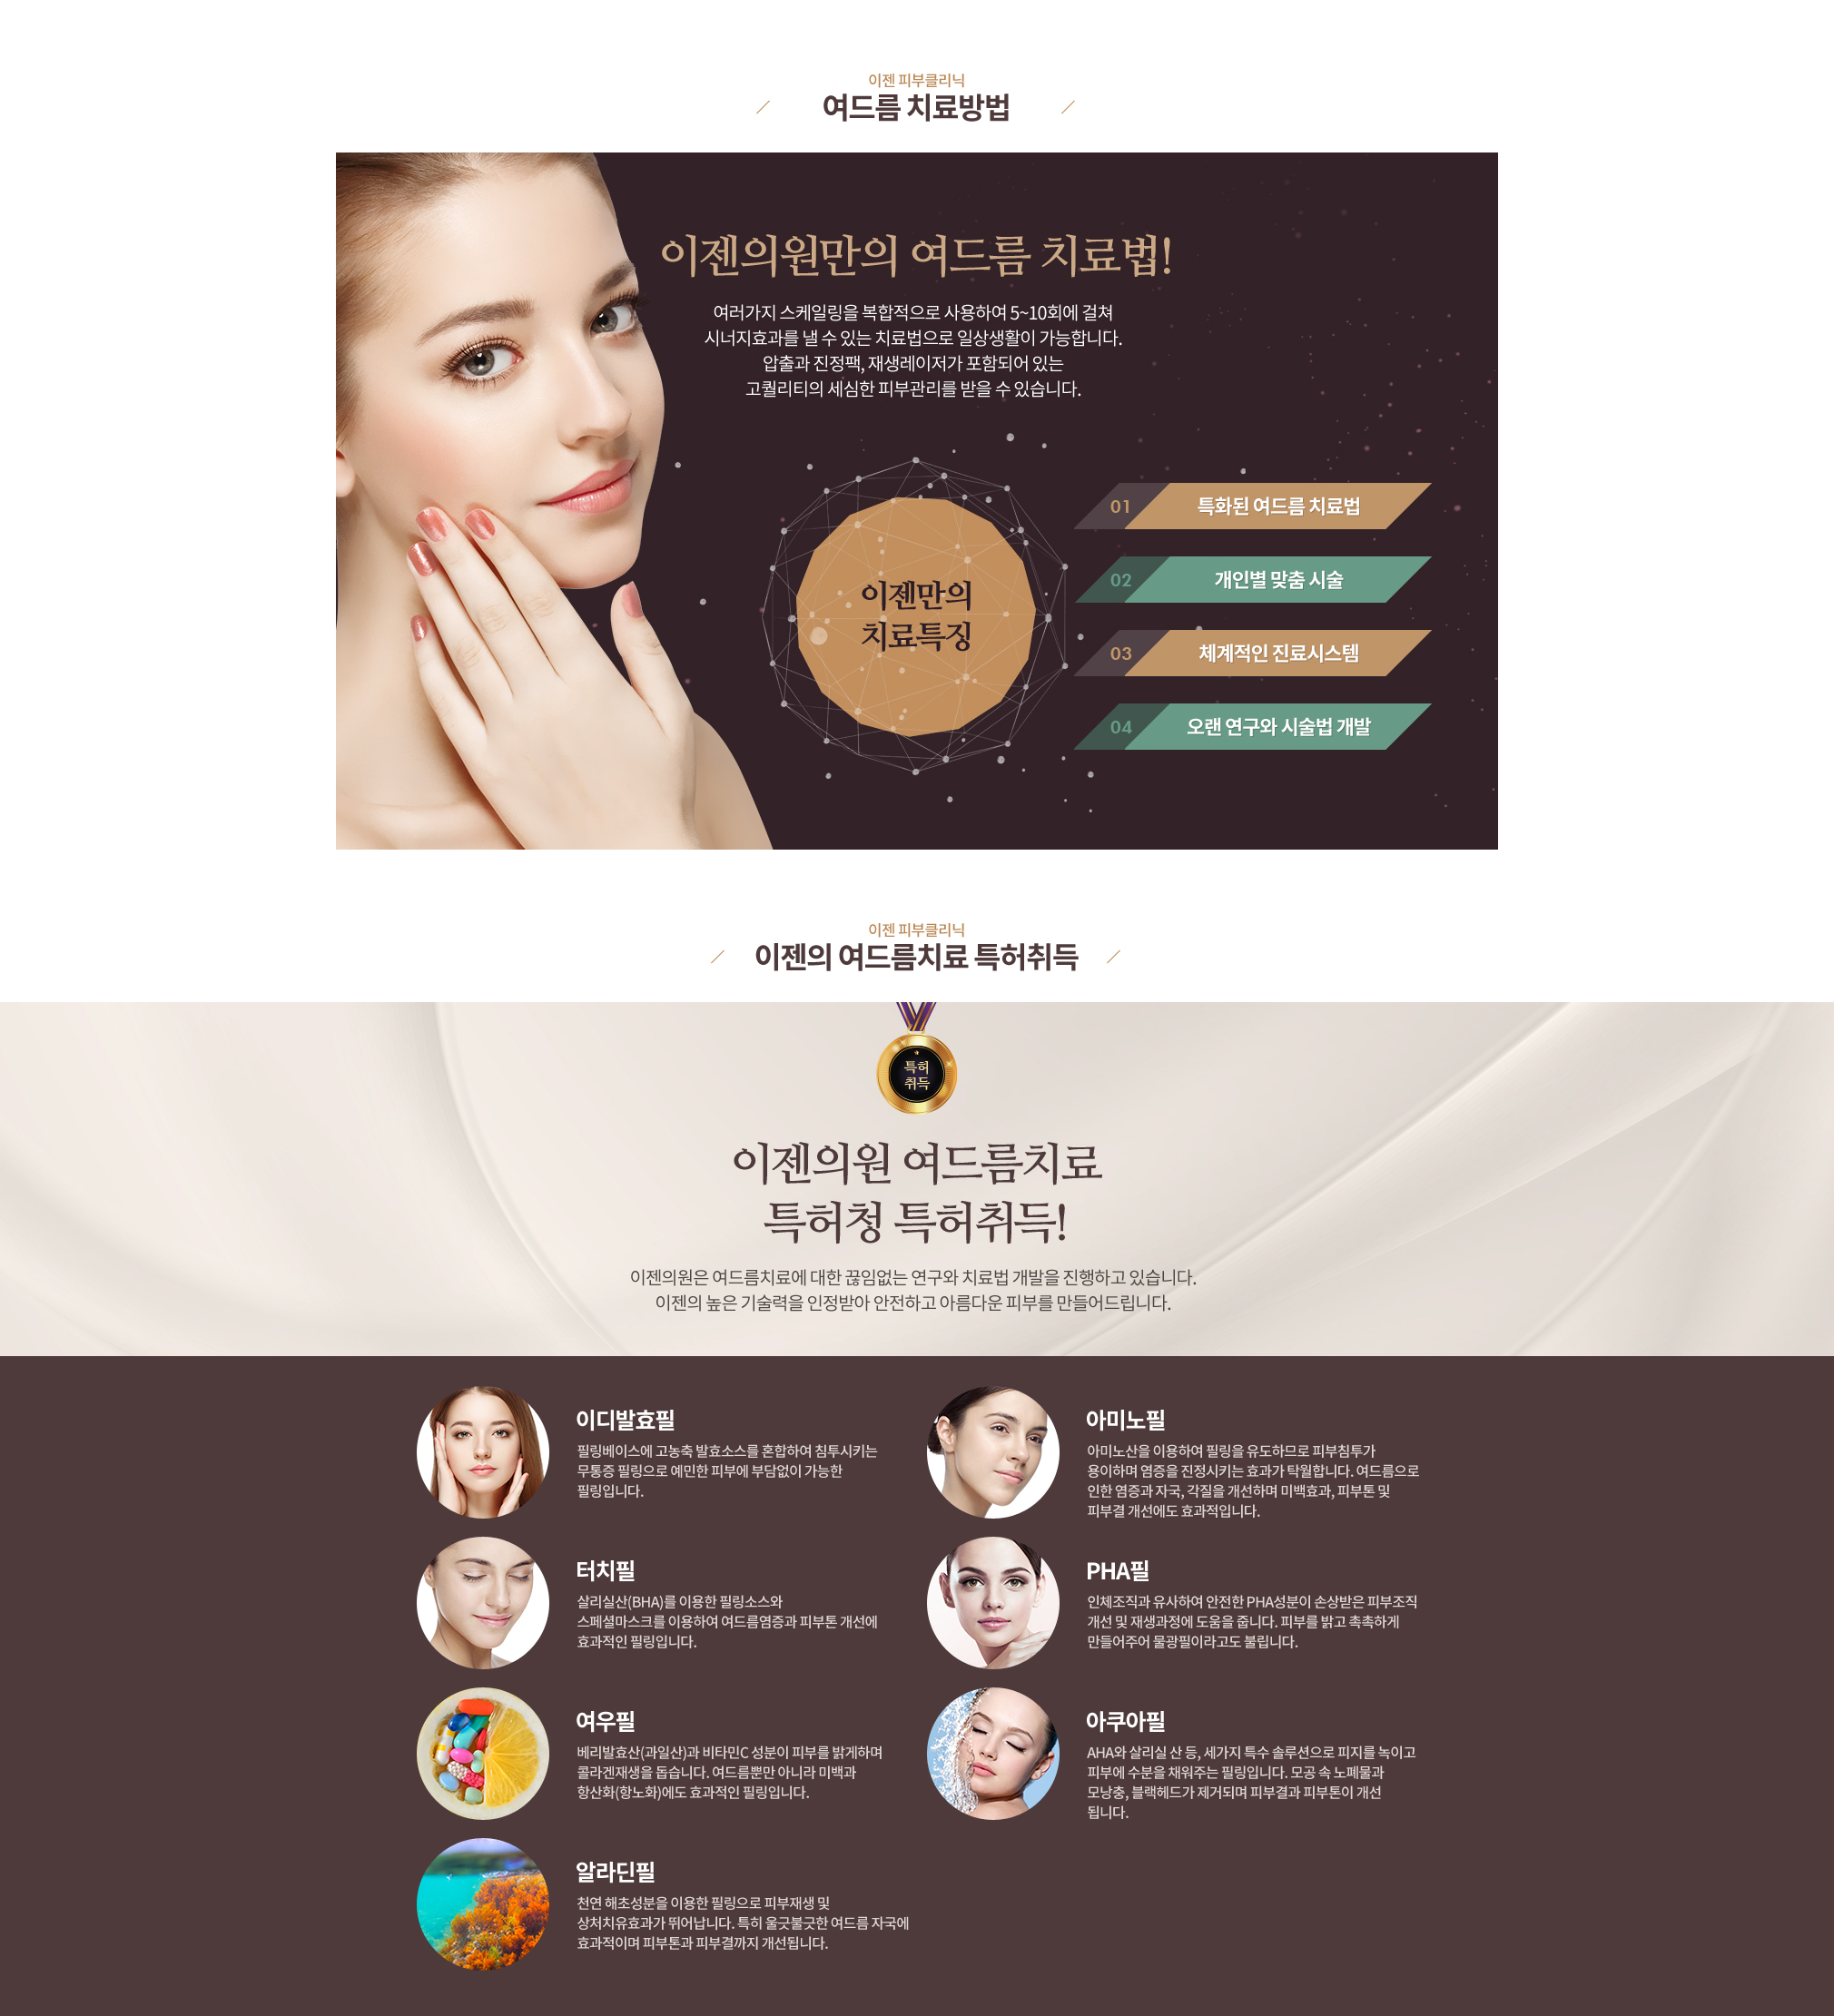 이젠 피부클리닉
여드름 치료방법
이젠의원만의 여드름 치료법!
여러가지 스케일링을 복합적으로 사용하여 5~10회에 걸쳐
시너지효과를 낼 수 있는 치료법으로 일상생활이 가능합니다.
압출과 진정팩, 재생레이저가 포함되어 있는
고퀄리티의 세심한 피부관리를 받을 수 있습니다.
이젠만의
치료특징
01 특화된 여드름 치료법
02 개인별 맞춤 시술
03 체계적인 진료시스템
04 오랜 연구와 시술법 개발
이젠 피부클리닉
이젠의 여드름치료 특허취득
특허
취득
이젠의원 여드름치료
특허청 특허취득!
이젠의원은 여드름치료에 대한 끊임없는 연구와 치료법 개발을 진행하고 있습니다.
이젠의 높은 기술력을 인정받아 안전하고 아름다운 피부를 만들어드립니다.
이디발효필
필링베이스에 고농축 발효소스를 혼합하여 침투시키는
무통증 필링으로 예민한 피부에 부담없이 가능한
필링입니다.
아미노필
아미노산을 이용하여 필링을 유도하므로 피부침투가
용이하며 염증을 진정시키는 효과가 탁월합니다. 여드름으로
인한 염증과 자국, 각질을 개선하며 미백효과, 피부톤 및
피부결 개선에도 효과적입니다.
터치필
살리실산(BHA)를 이용한 필링소스와
스페셜마스크를 이용하여 여드름염증과 피부톤 개선에
효과적인 필링입니다.
PHA필
인체조직과 유사하여 안전한 PHA성분이 손상받은 피부조직
개선 및 재생과정에 도움을 줍니다. 피부를 밝고 촉촉하게
만들어주어 물광필이라고도 불립니다.
여우필
베리발효산(과일산)과 비타민C 성분이 피부를 밝게하며
콜라겐재생을 돕습니다. 여드름뿐만 아니라 미백과
항산화(항노화)에도 효과적인 필링입니다.
아쿠아필
AHA와 살리실 산 등, 세가지 특수 솔루션으로 피지를 녹이고
피부에 수분을 채워주는 필링입니다. 모공 속 노폐물과
모낭충, 블랙헤드가 제거되며 피부결과 피부톤이 개선
됩니다.
알라딘필
천연 해초성분을 이용한 필링으로 피부재생 및
상처치유효과가 뛰어납니다. 특히 울긋불긋한 여드름 자국에
효과적이며 피부톤과 피부결까지 개선됩니다.